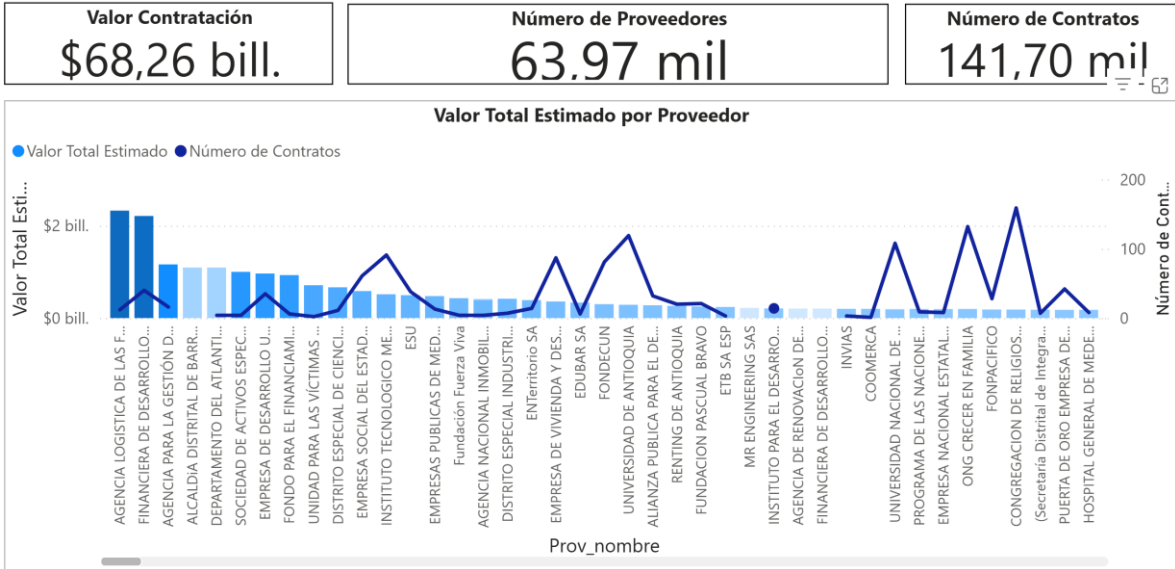 Valor Contratación
$68,26 bill.
Número de Proveedores
63,97 mil
Número de Contratos
141,70 mil
Valor Total Estimado por Proveedor
Valor Total Estimado Número de Contratos
Valor Total Esti...
$2 bill.
$0 bill.
200
100
0
Número de Cont...
AGENCIA LOGISTICA DE LAS F...
FINANCIERA DE DESARROLLO...
AGENCIA PARA LA GESTIÓN D...
ALCALDíA DISTRITAL DE BARR...
DEPARTAMENTO DEL ATLANTI...
SOCIEDAD DE ACTIVOS ESPEC...
EMPRESA DE DESARROLLO U...
FONDO PARA EL FINANCIAMI...
UNIDAD PARA LAS VÍCTIMAS ...
DISTRITO ESPECIAL DE CIENCI...
EMPRESA SOCIAL DEL ESTAD...
INSTITUTO TECNOLOGICO ME...
ESU
EMPRESAS PUBLICAS DE MED...
Fundación Fuerza Viva
AGENCIA NACIONAL INMOBIL...
DISTRITO ESPECIAL INDUSTRI...
ENTerritorio SA
EMPRESA DE VIVIENDA Y DES...
EDUBAR SA
FONDECUN
UNIVERSIDAD DE ANTIOQUIA
ALIANZA PUBLICA PARA EL DE...
RENTING DE ANTIOQUIA
FUNDACION PASCUAL BRAVO
ETB SA ESP
MR ENGINEERING SAS
INSTITUTO PARA EL DESARRO...
AGENCIA DE RENOVACIoN DE...
FINANCIERA DE DESARROLLO...
INVIAS
COOMERCA
UNIVERSIDAD NACIONAL DE ...
PROGRAMA DE LAS NACIONE...
EMPRESA NACIONAL ESTATAL...
ONG CRECER EN FAMILIA
FONPACIFICO
CONGREGACION DE RELIGIOS...
(Secretaría Distrital de Integra...
PUERTA DE ORO EMPRESA DE...
HOSPITAL GENERAL DE MEDE...
Prov_nombre